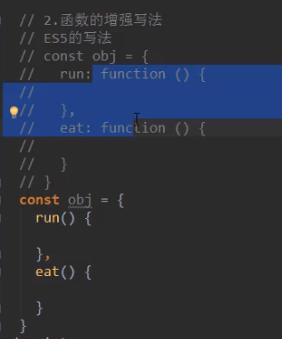 // 2.函数的增强写法
// ES5的写法
// const obj = {
//   run: function () {
//
//   },
//   eat: function () {
//
//   }
// }
const obj = {
  run() {

  },
  eat() {

  }
}